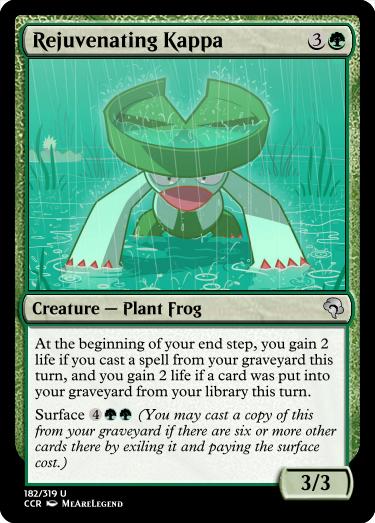 Rejuvenating Kappa 3
Creature — Plant Frog
At the beginning of your end step, you gain 2
life if you cast a spell from your graveyard this
turn, and you gain 2 life if a card was put into
your graveyard from your library this turn.
Surface 4 (You may cast a copy of this
from your graveyard if there are six or more other
cards there by exiling it and paying the surface
cost.)
3/3
182/319 U
CCR MeAreLegend